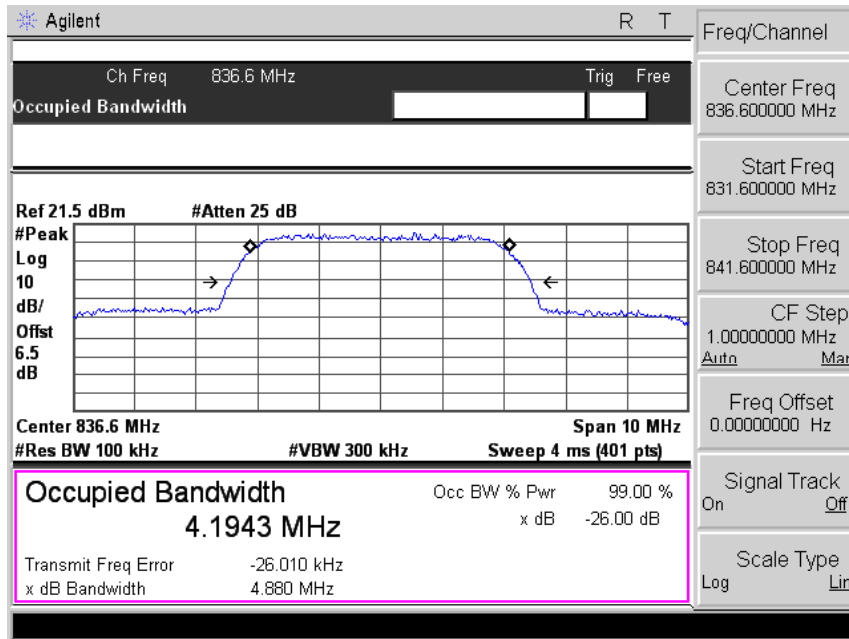 Agilent R T
Freq/Channel
Ch Freq 836.6 MHz Trig Free
Occupied Bandwidth
Center Freq
836.600000 MHz
Start Freq
831.600000 MHz
Stop Freq
841.600000 MHz
CF Step
1.00000000 MHz
Auto Man
Freq Offset
0.00000000 Hz
Signal Track
On Off
Scale Type
Log Lin
Ref 21.5 dBm #Atten 25 dB
#Peak
Log
10
dB/
Offst
6.5
dB
Center 836.6 MHz Span 10 MHz
#Res BW 100 kHz #VBW 300 kHz Sweep 4 ms (401 pts)
Occupied Bandwidth Occ BW % Pwr 99.00 %
4.1943 MHz x dB -26.00 dB
Transmit Freq Error -26.010 kHz
x dB Bandwidth 4.880 MHz